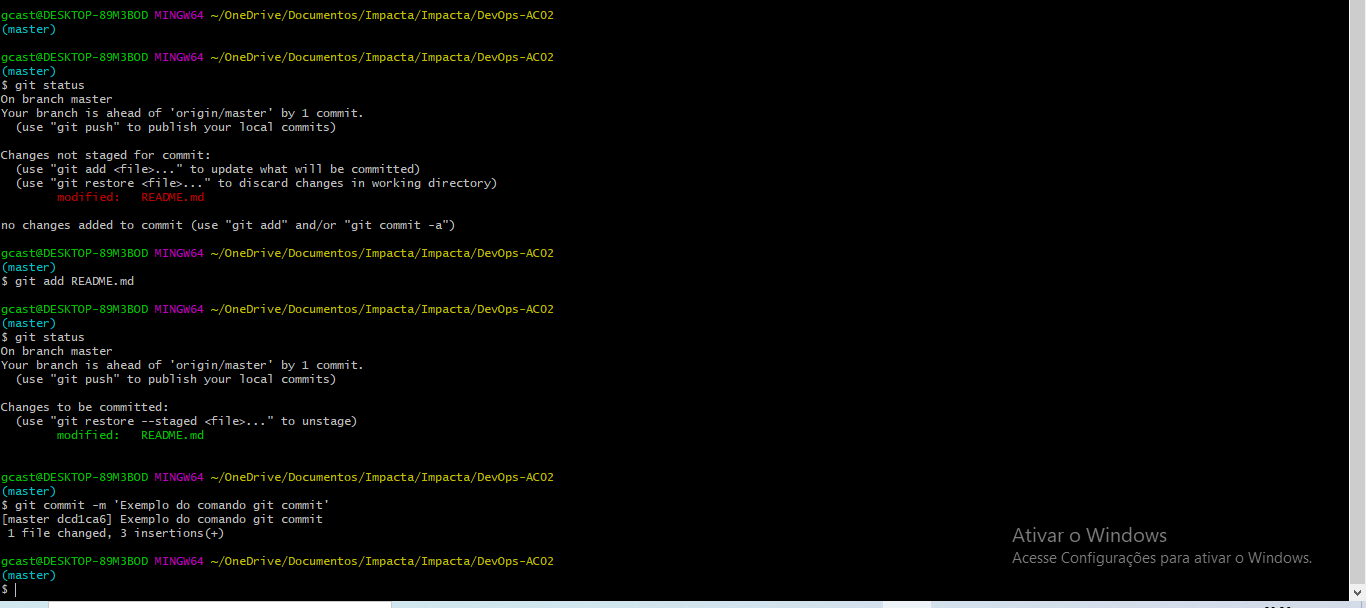 gcast@DESKTOP-89M3BOD MINGW64 ~/OneDrive/Documentos/Impacta/Impacta/DevOps-AC02
(master)
gcast@DESKTOP-89M3BOD MINGW64 ~/OneDrive/Documentos/Impacta/Impacta/DevOps-AC02
(master)
$ git status
On branch master
Your branch is ahead of 'origin/master' by 1 commit.
  (use "git push" to publish your local commits)
Changes not staged for commit:
  (use "git add <file>..." to update what will be committed)
  (use "git restore <file>..." to discard changes in working directory)
        modified:   README.md
no changes added to commit (use "git add" and/or "git commit -a")
gcast@DESKTOP-89M3BOD MINGW64 ~/OneDrive/Documentos/Impacta/Impacta/DevOps-AC02
(master)
$ git add README.md
gcast@DESKTOP-89M3BOD MINGW64 ~/OneDrive/Documentos/Impacta/Impacta/DevOps-AC02
(master)
$ git status
On branch master
Your branch is ahead of 'origin/master' by 1 commit.
  (use "git push" to publish your local commits)
Changes to be committed:
  (use "git restore --staged <file>..." to unstage)
        modified:   README.md
gcast@DESKTOP-89M3BOD MINGW64 ~/OneDrive/Documentos/Impacta/Impacta/DevOps-AC02
(master)
$ git commit -m 'Exemplo do comando git commit'
[master dcd1ca6] Exemplo do comando git commit
 1 file changed, 3 insertions(+)
gcast@DESKTOP-89M3BOD MINGW64 ~/OneDrive/Documentos/Impacta/Impacta/DevOps-AC02
(master)
$
Ativar o Windows
Acesse Configurações para ativar o Windows.